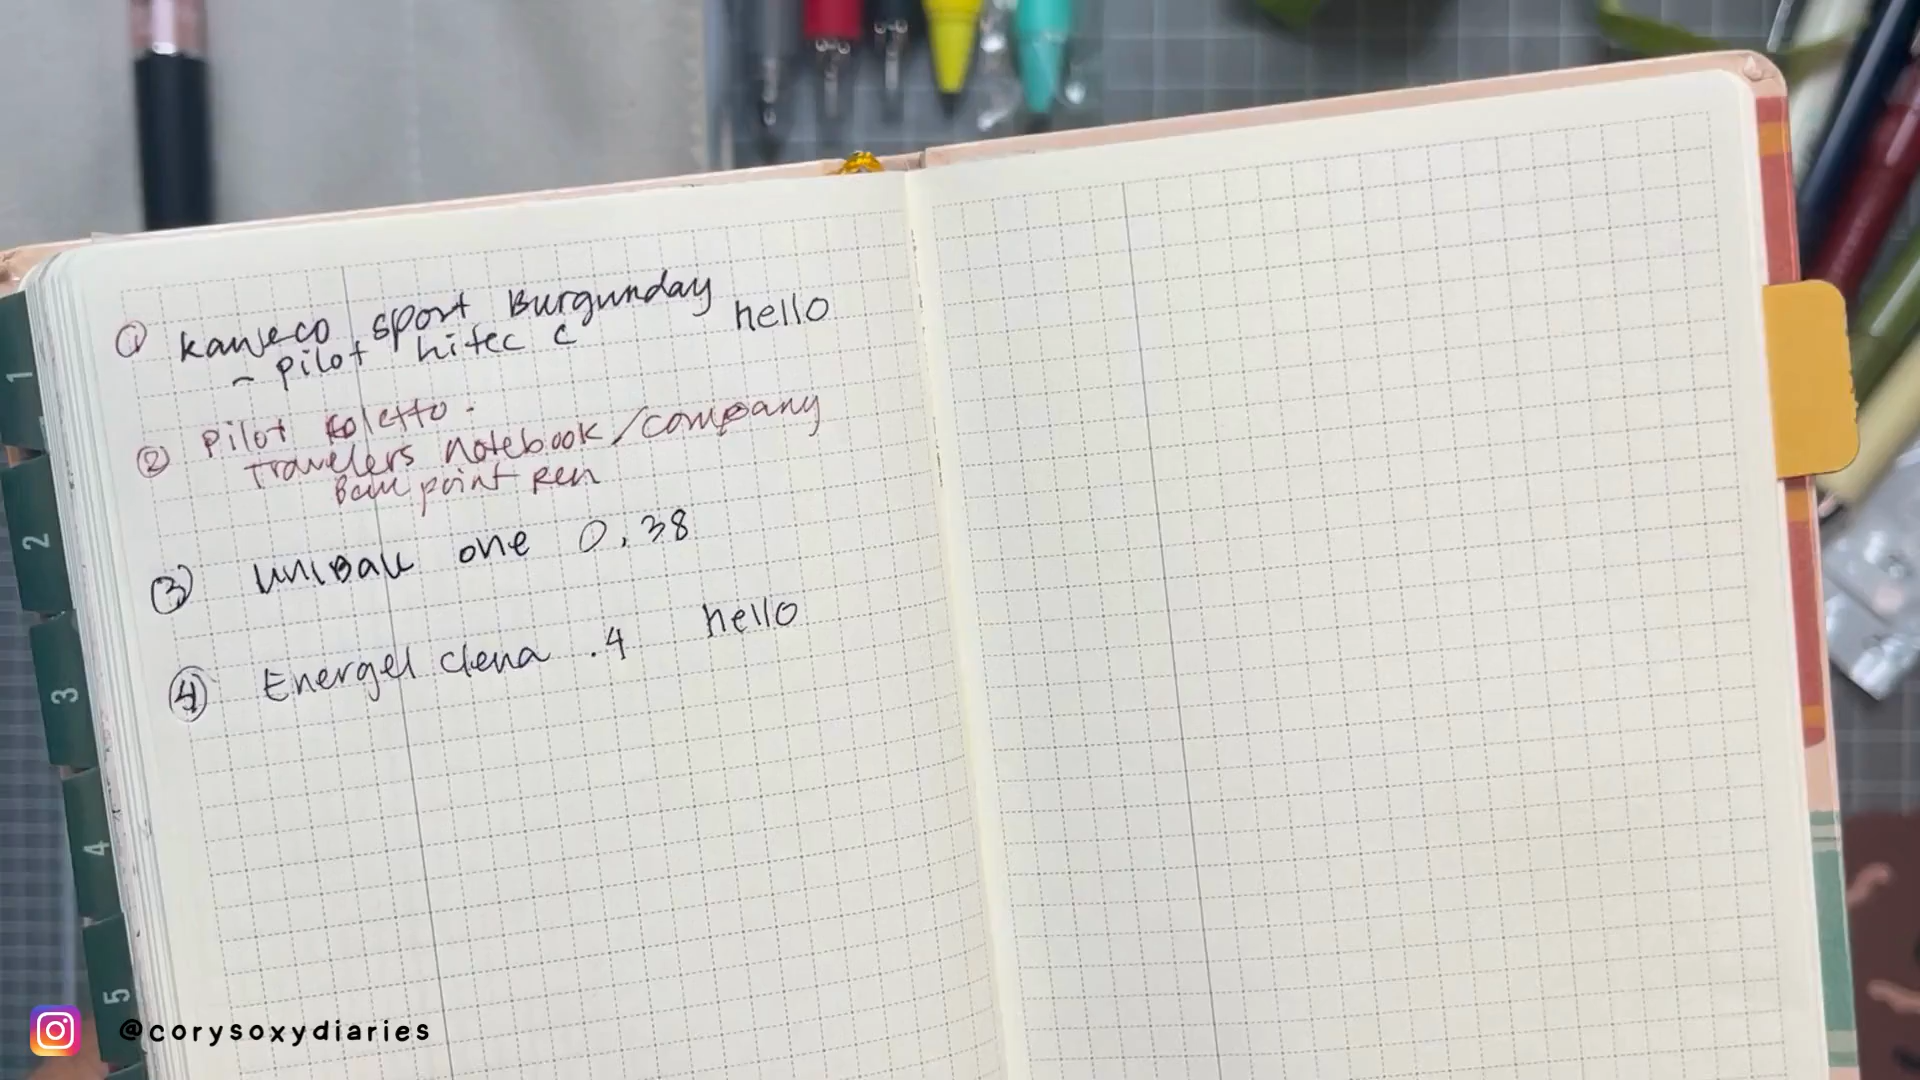 ① Kaweco sport Burgunday hello
- Pilot hitec c
② Pilot Coletto.
Travelers Notebook/company
Ball point Pen
③ uniBall one 0.38
④ Energel Clena .4 hello
1
2
3
4
5
@corysoxydiaries